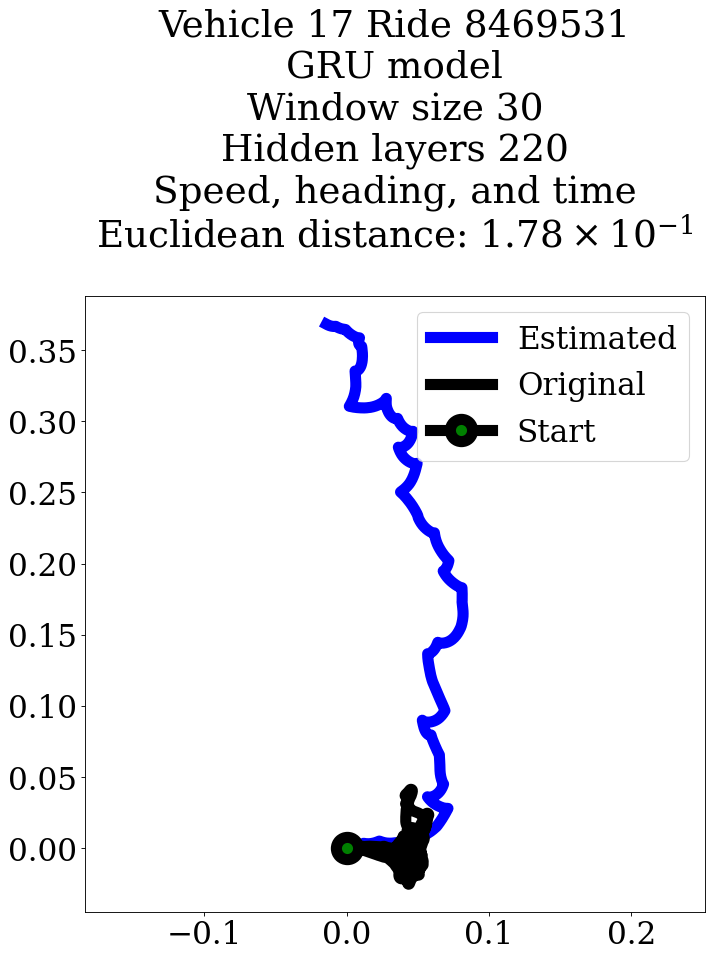 Vehicle 17 Ride 8469531
GRU model
Window size 30
Hidden layers 220
Speed, heading, and time
Euclidean distance: 1.78 × 10⁻¹
Estimated
Original
Start
0.35
0.30
0.25
0.20
0.15
0.10
0.05
0.00
−0.1 0.0 0.1 0.2